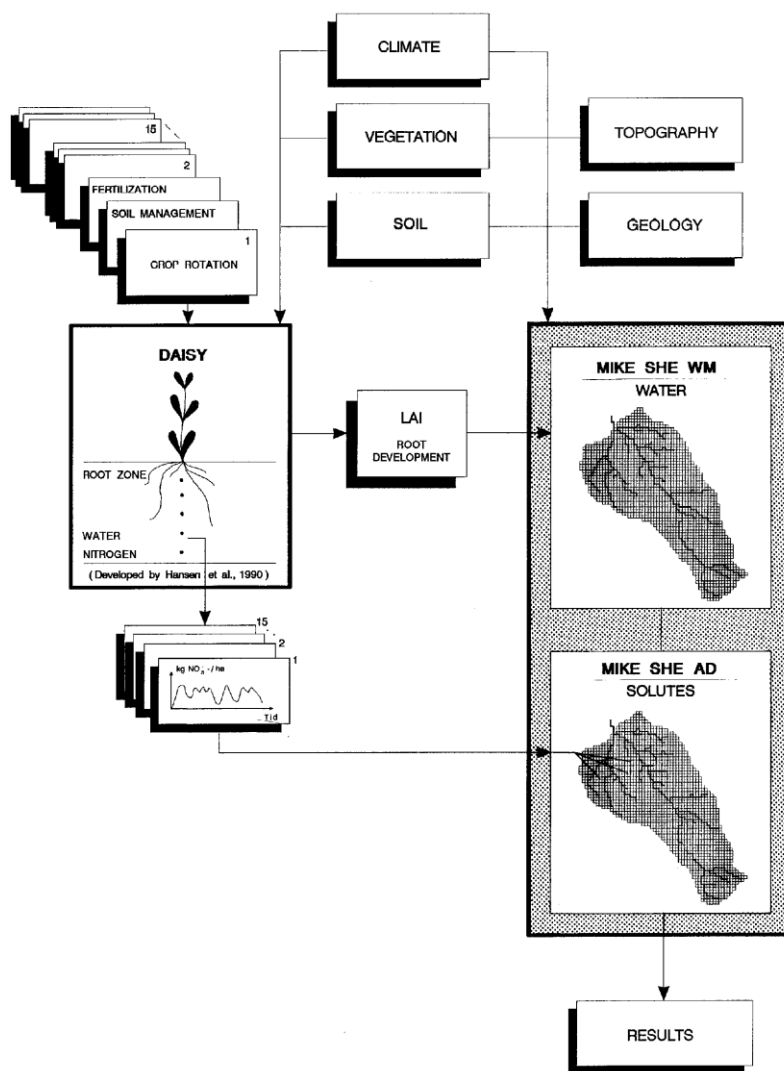 CLIMATE
VEGETATION
TOPOGRAPHY
SOIL
GEOLOGY
15
2
FERTILIZATION
SOIL MANAGEMENT
1
CROP ROTATION
DAISY
ROOT ZONE
WATER
NITROGEN
(Developed by Hansen et al., 1990)
LAI
ROOT
DEVELOPMENT
MIKE SHE WM
WATER
15
2
1
kg NO₃⁻-/ha
Tid
MIKE SHE AD
SOLUTES
RESULTS